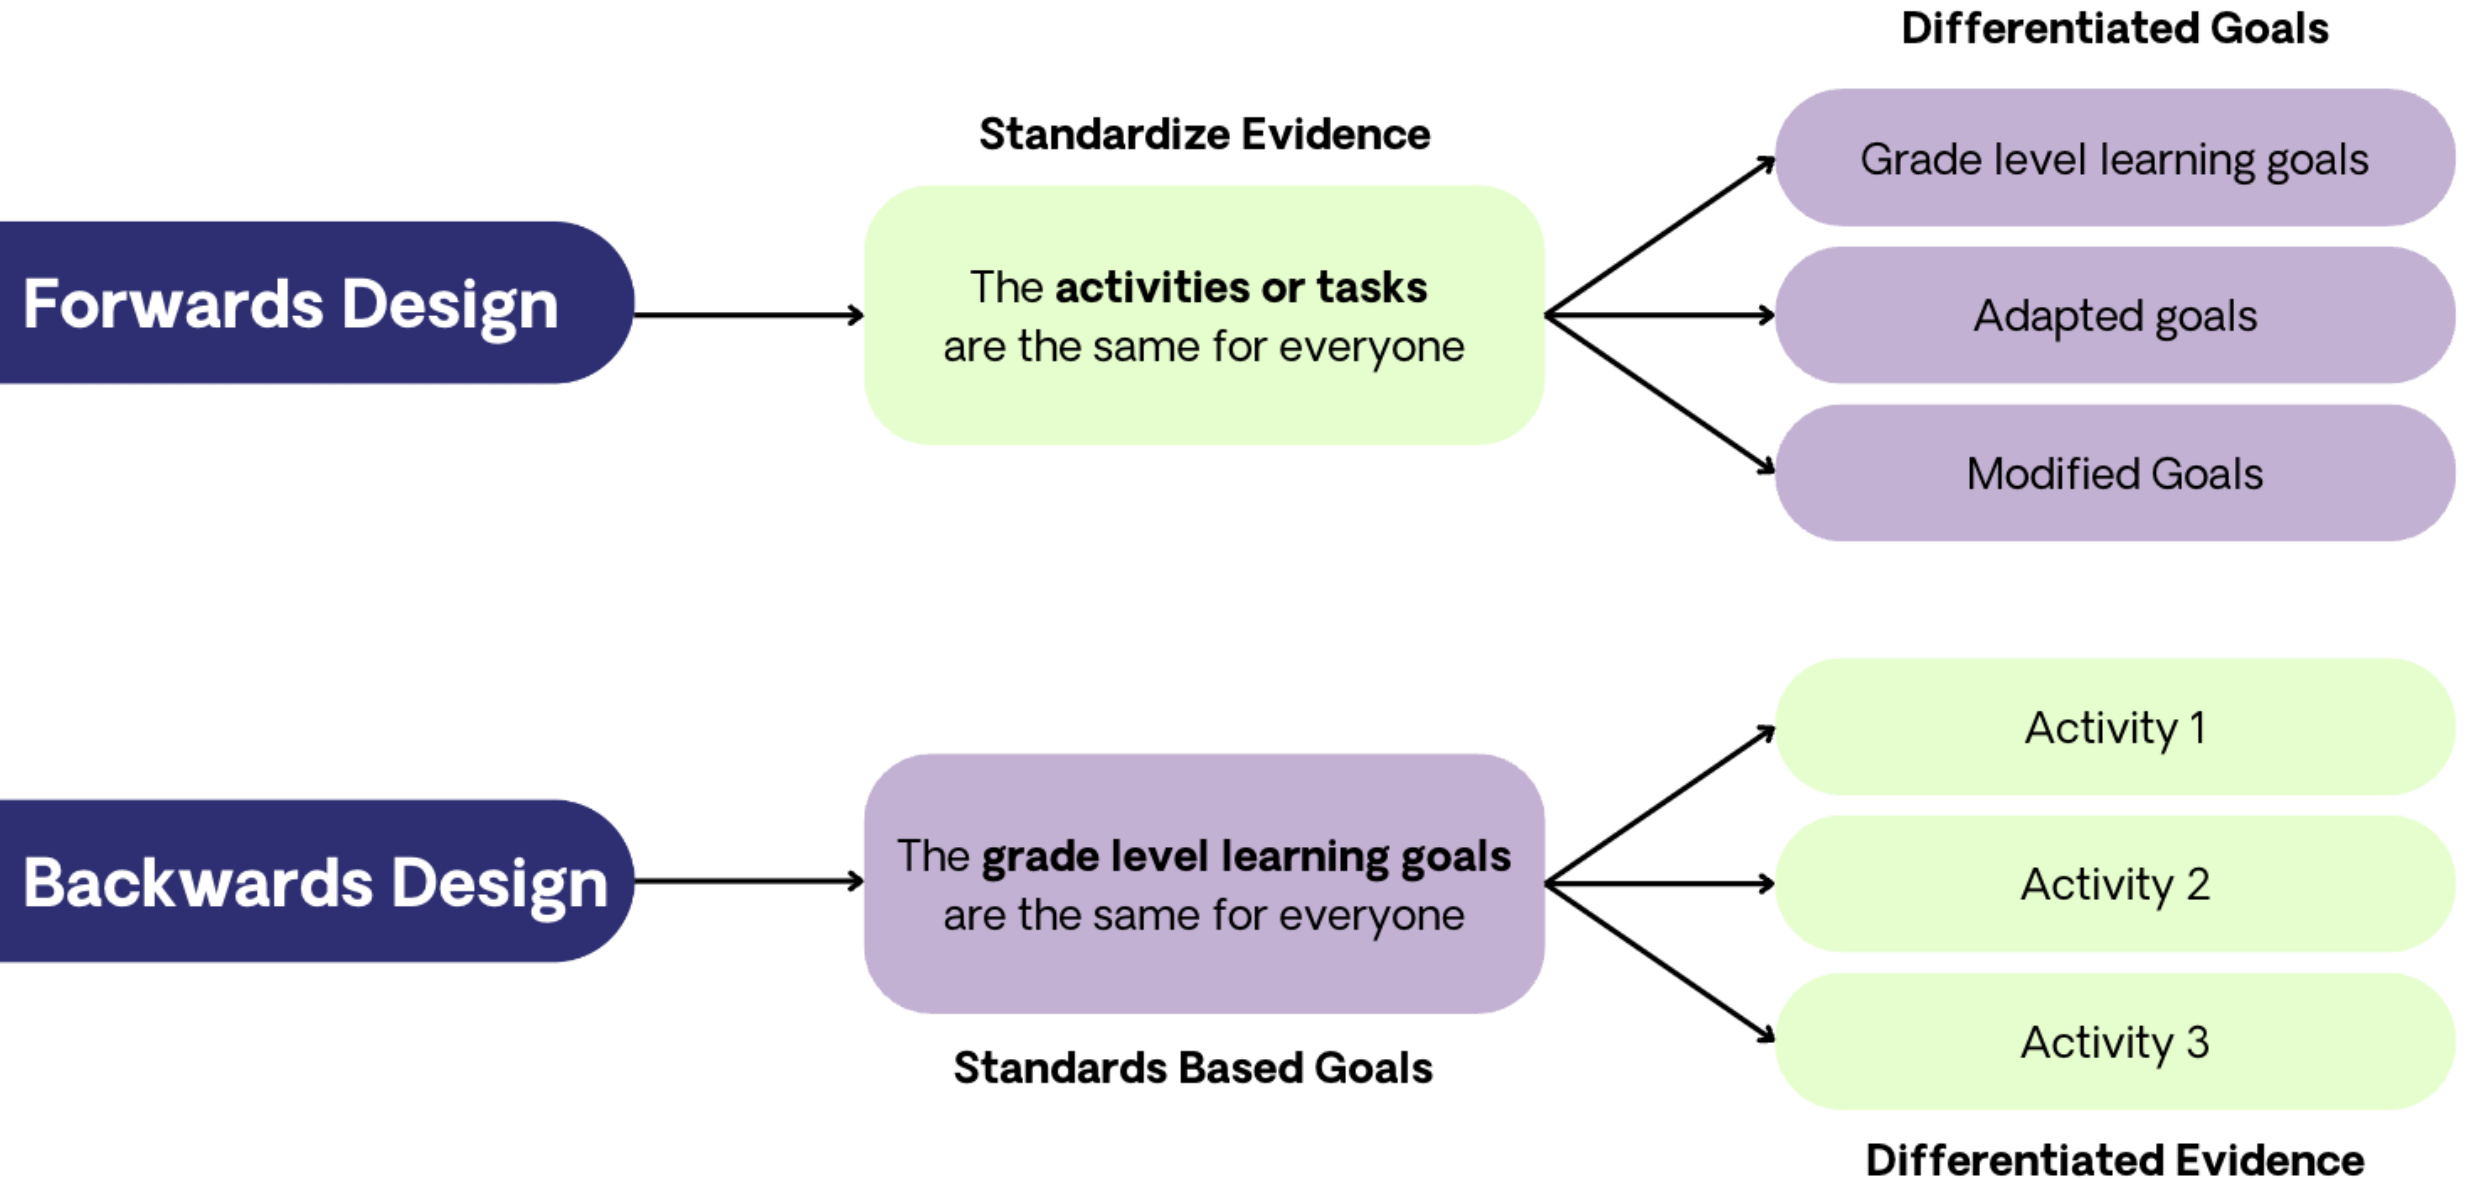 Differentiated Goals
Standardize Evidence
Forwards Design
The activities or tasks
are the same for everyone
Grade level learning goals
Adapted goals
Modified Goals
Backwards Design
The grade level learning goals
are the same for everyone
Standards Based Goals
Activity 1
Activity 2
Activity 3
Differentiated Evidence